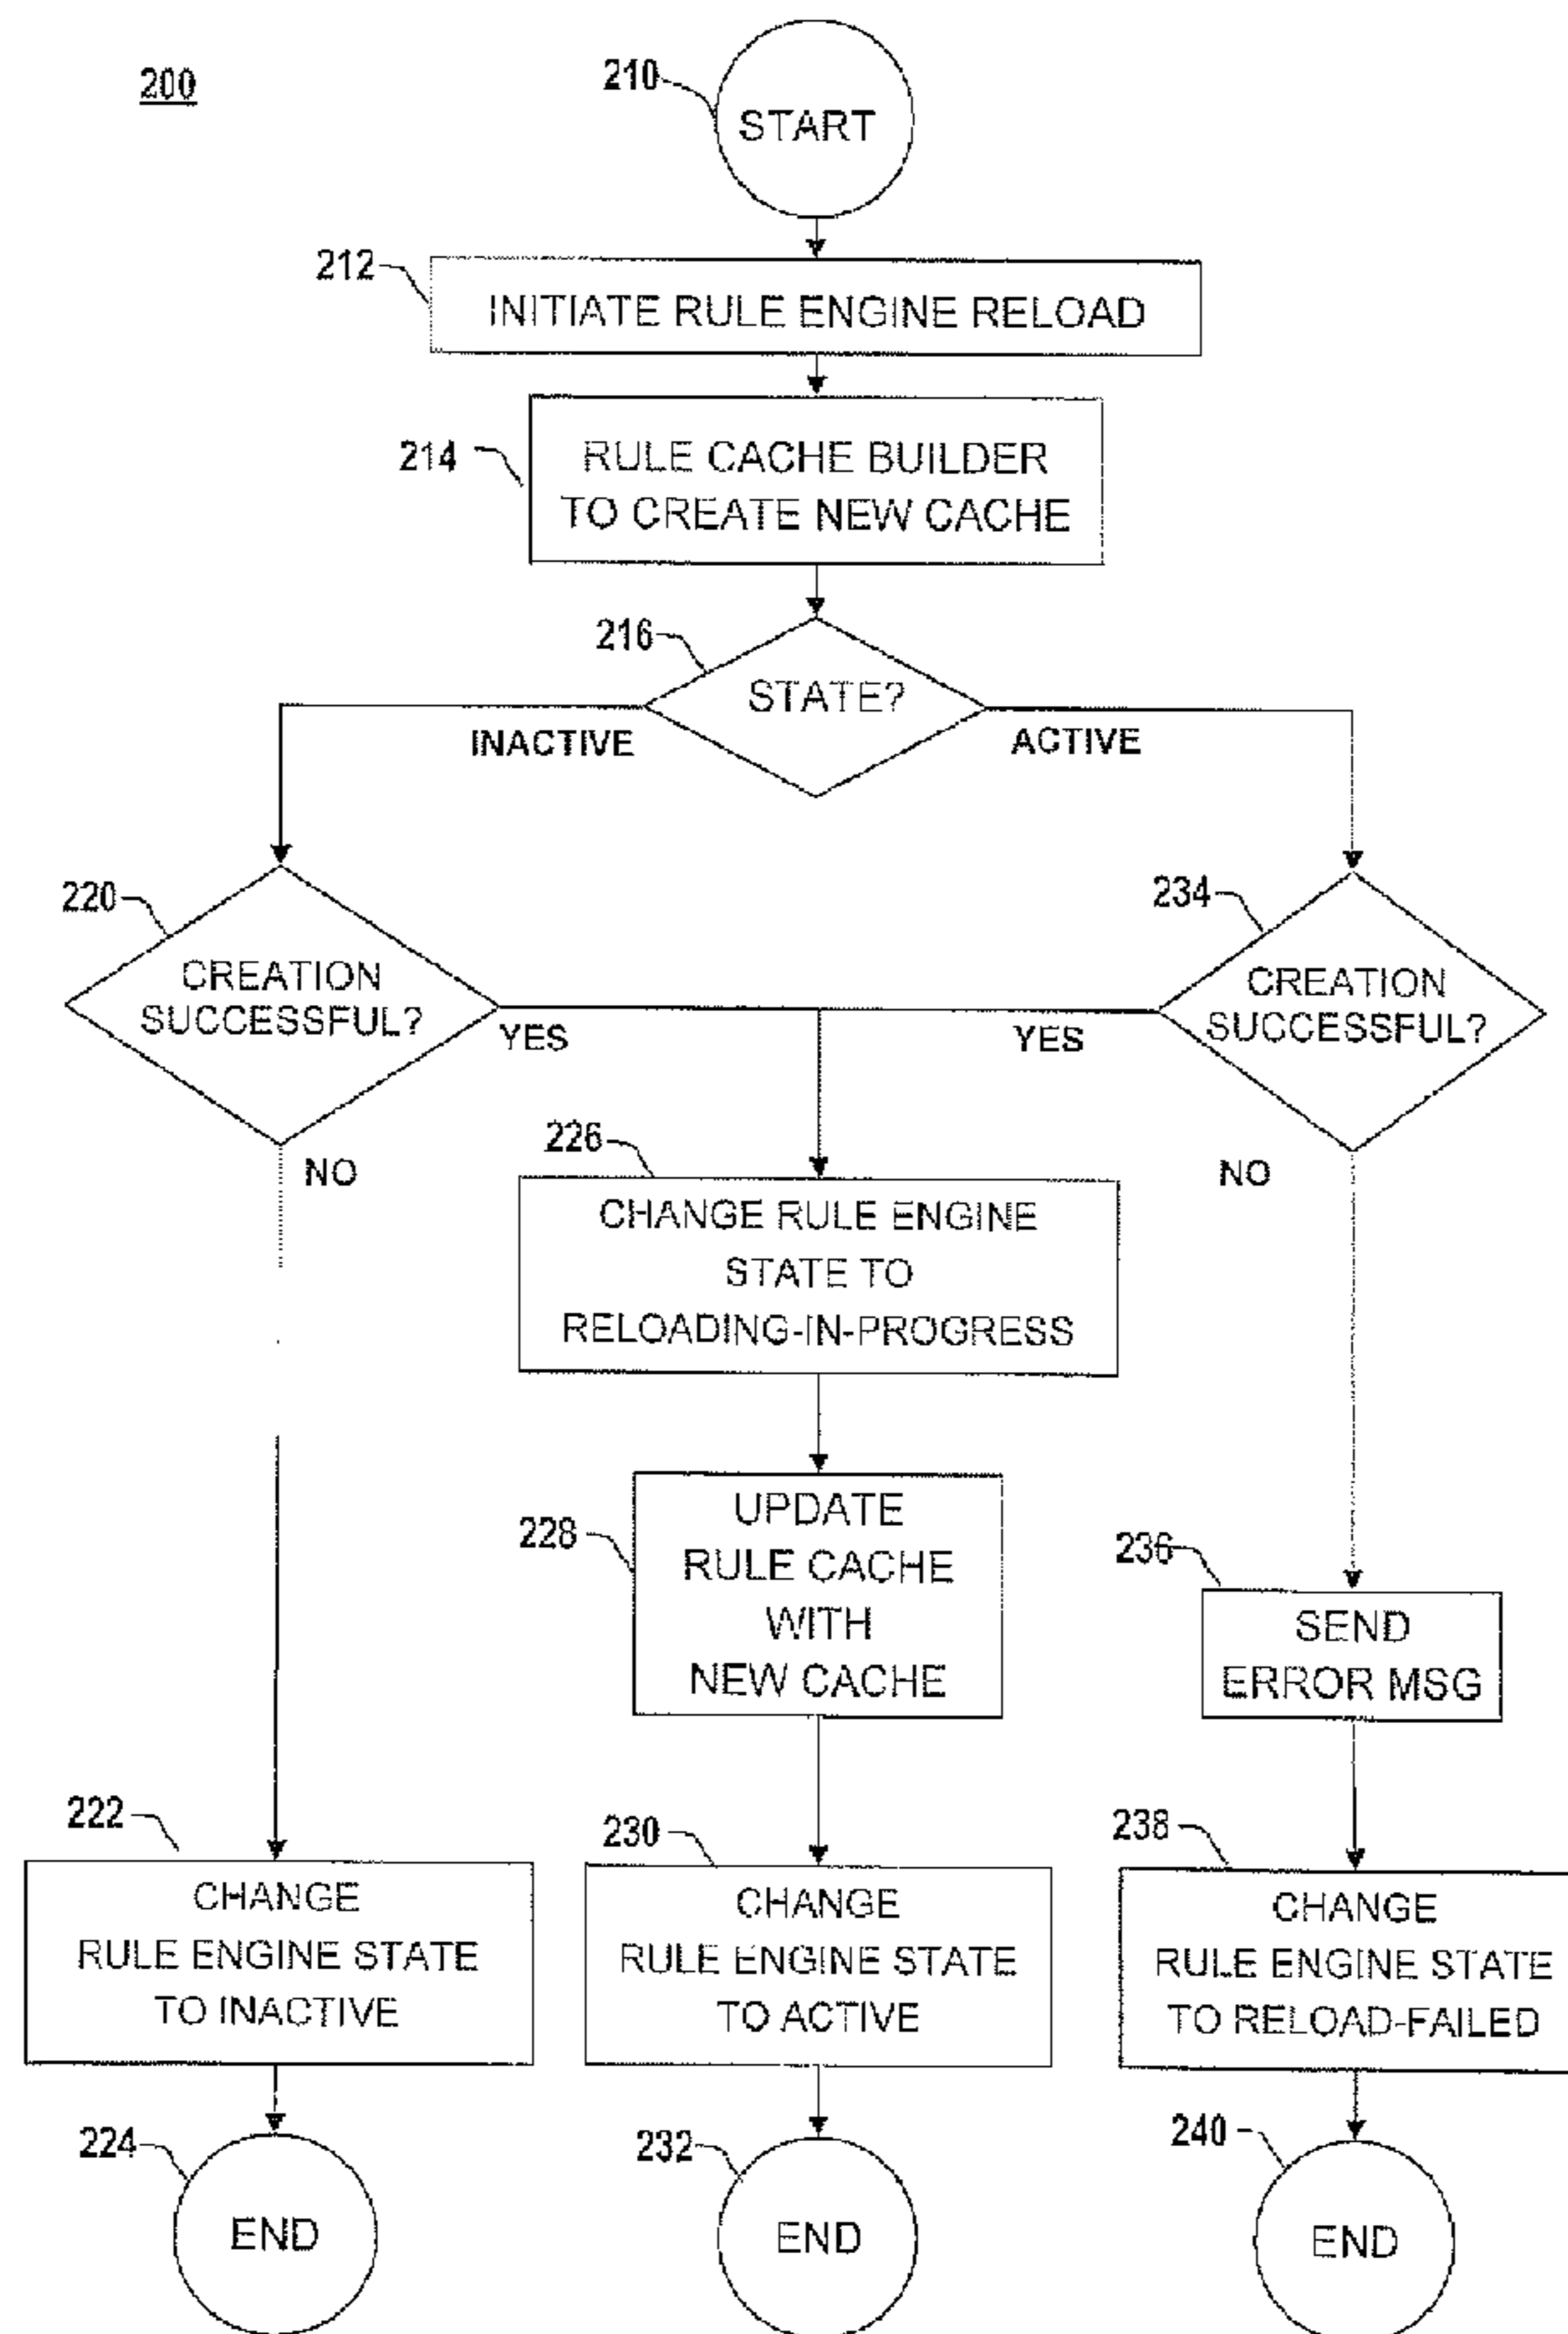 200
210
START
212
INITIATE RULE ENGINE RELOAD
214
RULE CACHE BUILDER
TO CREATE NEW CACHE
216
STATE?
INACTIVE
ACTIVE
220
CREATION
SUCCESSFUL?
YES
NO
234
CREATION
SUCCESSFUL?
YES
NO
226
CHANGE RULE ENGINE
STATE TO
RELOADING-IN-PROGRESS
228
UPDATE
RULE CACHE
WITH
NEW CACHE
236
SEND
ERROR MSG
222
CHANGE
RULE ENGINE STATE
TO INACTIVE
230
CHANGE
RULE ENGINE STATE
TO ACTIVE
238
CHANGE
RULE ENGINE STATE
TO RELOAD-FAILED
224
END
232
END
240
END